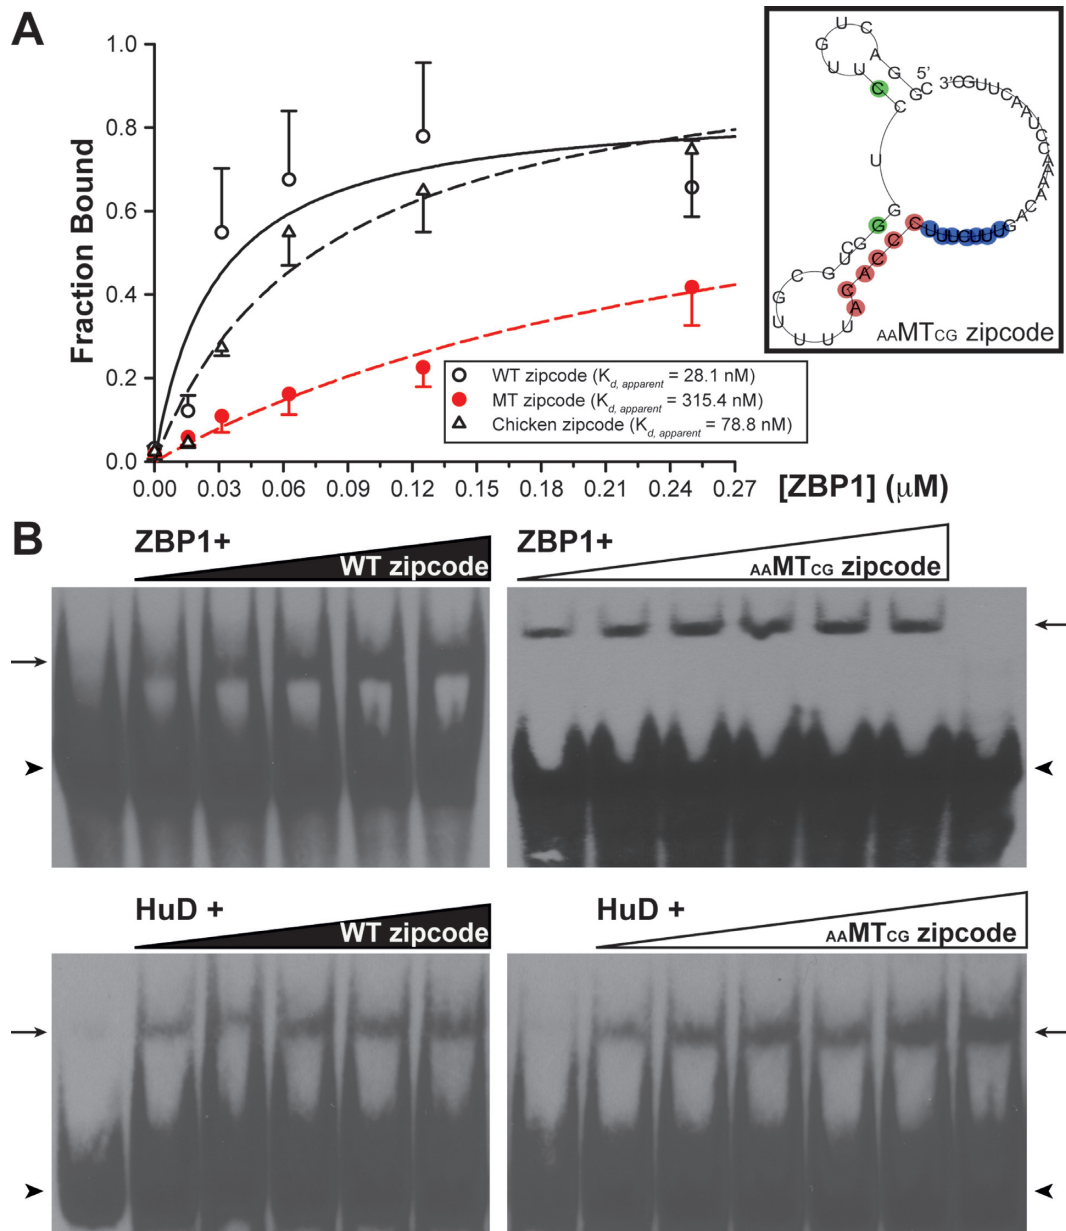 A
Fraction Bound
1.0
0.8
0.6
0.4
0.2
0.0
0.00 0.03 0.06 0.09 0.12 0.15 0.18 0.21 0.24 0.27
[ZBP1] (μM)
WT zipcode (Kd, apparent = 28.1 nM)
MT zipcode (Kd, apparent = 315.4 nM)
Chicken zipcode (Kd, apparent = 78.8 nM)
5'
3'
AAMTCG zipcode
B
ZBP1+
WT zipcode
ZBP1+
AAMTCG zipcode
HuD +
WT zipcode
HuD +
AAMTCG zipcode